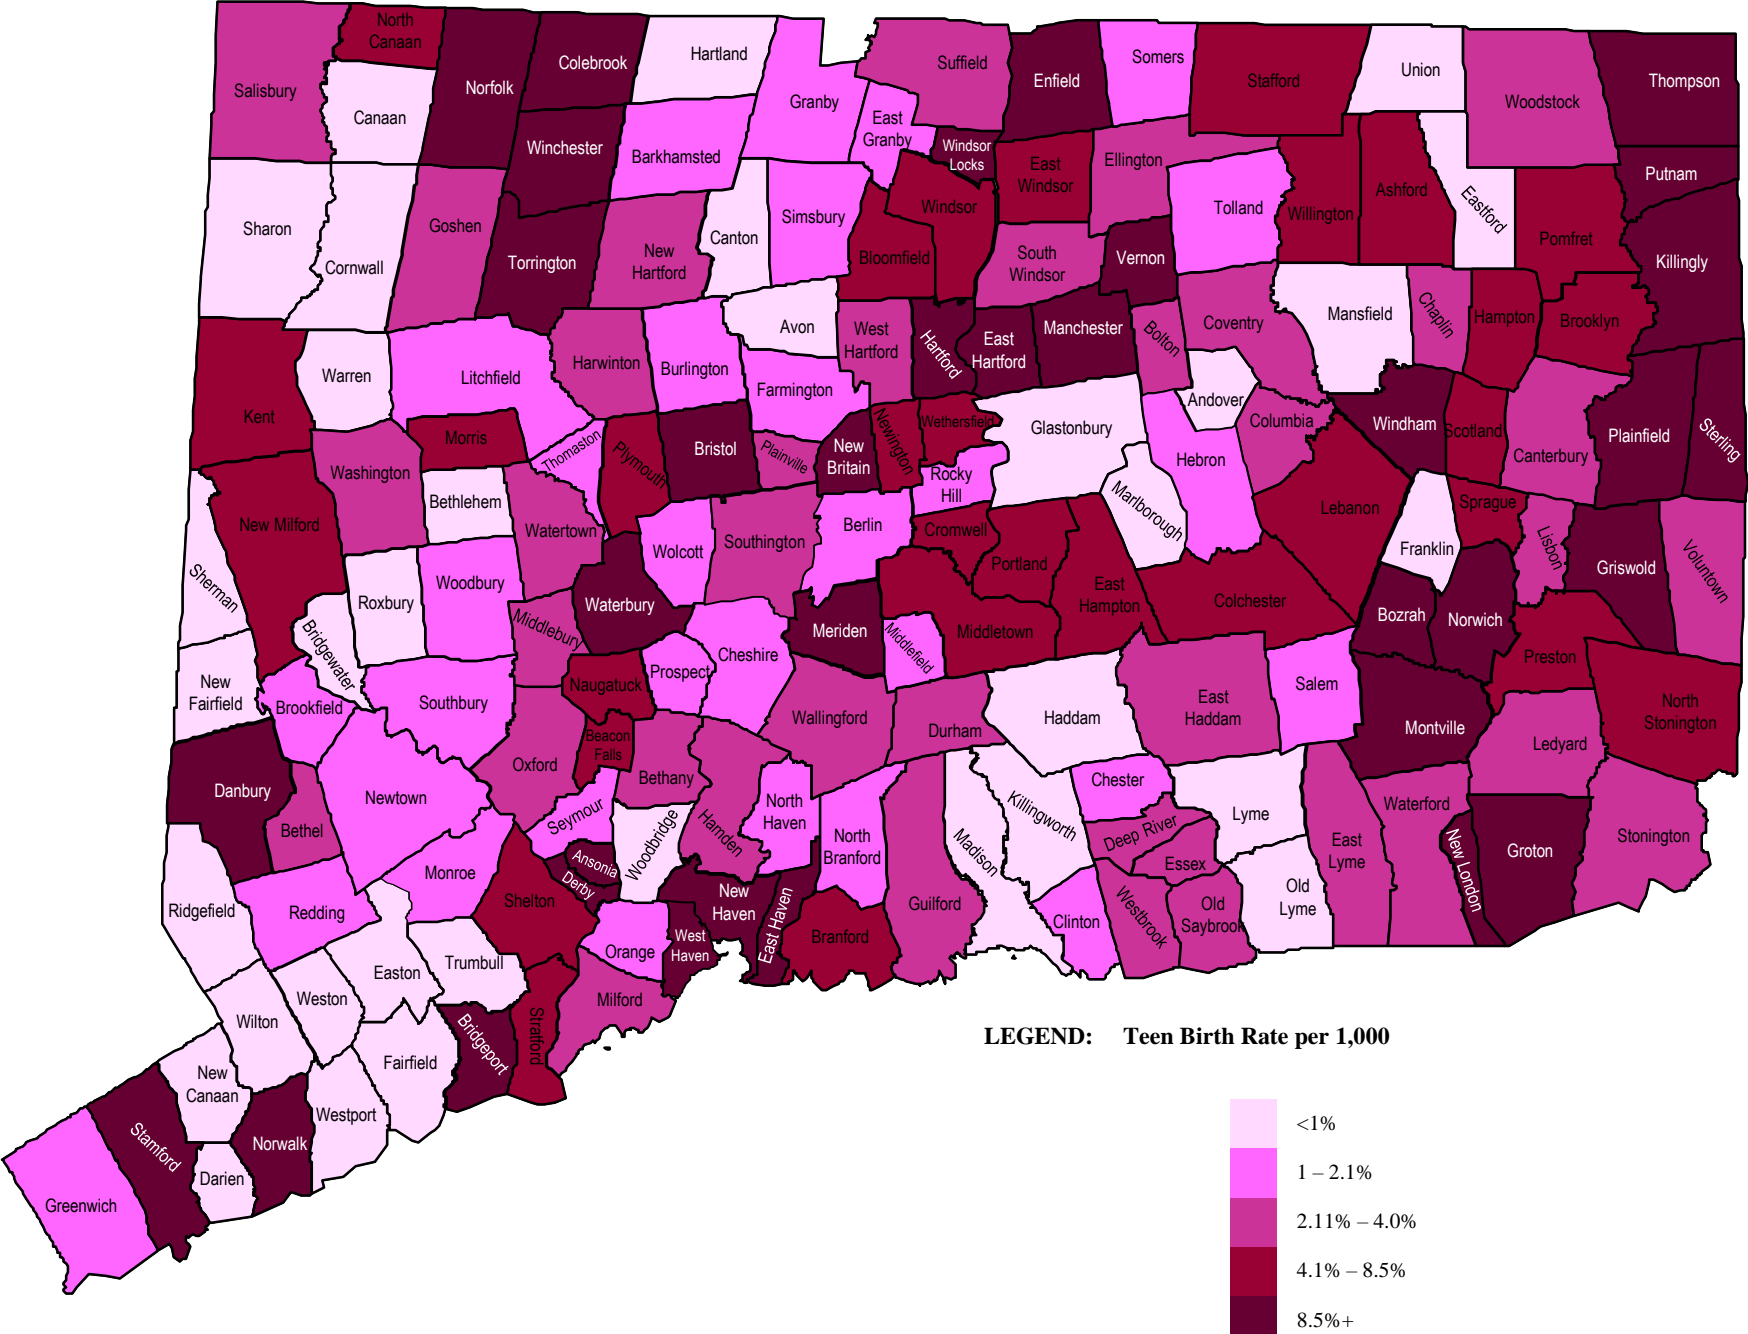 North
Canaan
Hartland
Colebrook
Salisbury
Norfolk
Canaan
Granby
Suffield
Enfield
Somers
Stafford
Union
Woodstock
Thompson
East
Granby
Winchester
Barkhamsted
Windsor
Locks
East
Windsor
Ellington
Putnam
Sharon
Goshen
Cornwall
Torrington
New
Hartford
Canton
Simsbury
Windsor
Bloomfield
South
Windsor
Vernon
Tolland
Willington
Ashford
Eastford
Pomfret
Killingly
Avon
West
Hartford
Hartford
East
Hartford
Manchester
Bolton
Coventry
Mansfield
Chaplin
Hampton
Brooklyn
Kent
Warren
Litchfield
Harwinton
Burlington
Farmington
Morris
Thomaston
Plymouth
Bristol
Plainville
New
Britain
Newington
Wethersfield
Glastonbury
Andover
Columbia
Hebron
Windham
Scotland
Canterbury
Plainfield
Sterling
Washington
New Milford
Bethlehem
Watertown
Wolcott
Southington
Berlin
Rocky
Hill
Cromwell
Portland
Marlborough
Lebanon
Franklin
Sprague
Lisbon
Griswold
Voluntown
Sherman
Roxbury
Woodbury
Bridgewater
Middlebury
Waterbury
Meriden
Middlefield
Middletown
East
Hampton
Colchester
Bozrah
Norwich
Preston
North
Stonington
New
Fairfield
Brookfield
Southbury
Naugatuck
Prospect
Cheshire
Wallingford
Durham
Haddam
East
Haddam
Salem
Montville
Ledyard
Danbury
Bethel
Newtown
Oxford
Beacon
Falls
Bethany
Seymour
Woodbridge
Hamden
North
Haven
North
Branford
Guilford
Madison
Killingworth
Chester
Deep River
Essex
Lyme
East
Lyme
Waterford
New London
Groton
Stonington
Ridgefield
Redding
Monroe
Shelton
Ansonia
Derby
Orange
New
Haven
West
Haven
East Haven
Branford
Clinton
Westbrook
Old
Saybrook
Old
Lyme
Wilton
Weston
Easton
Trumbull
Milford
Stratford
Bridgeport
Fairfield
New
Canaan
Westport
Norwalk
Stamford
Darien
Greenwich
LEGEND: Teen Birth Rate per 1,000
<1%
1 – 2.1%
2.11% – 4.0%
4.1% – 8.5%
8.5%+